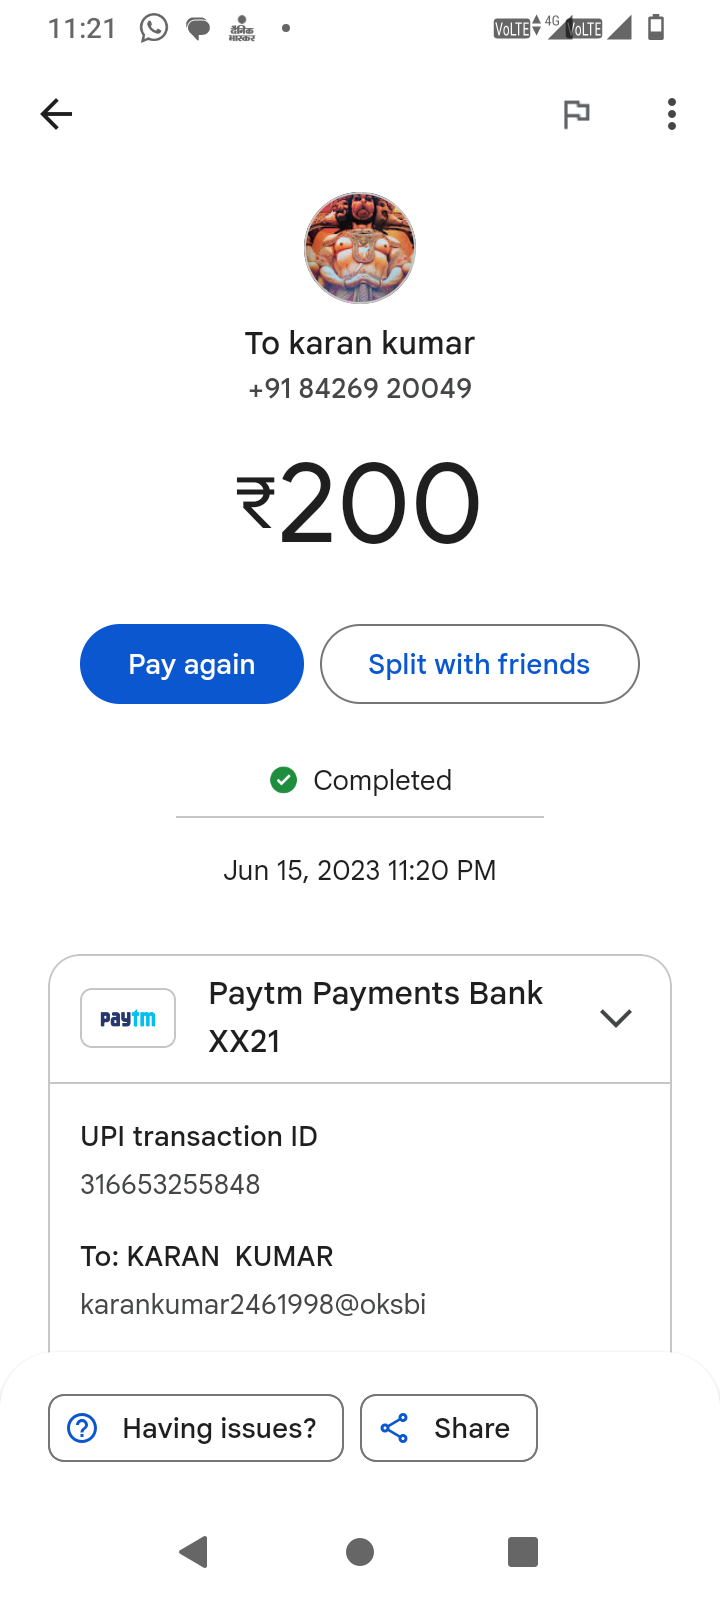 11:21
दैनिक
भास्कर
VoLTE 4G VoLTE
To karan kumar
+91 84269 20049
₹200
Pay again
Split with friends
Completed
Jun 15, 2023 11:20 PM
paytm
Paytm Payments Bank
XX21
UPI transaction ID
316653255848
To: KARAN  KUMAR
karankumar2461998@oksbi
Having issues?
Share